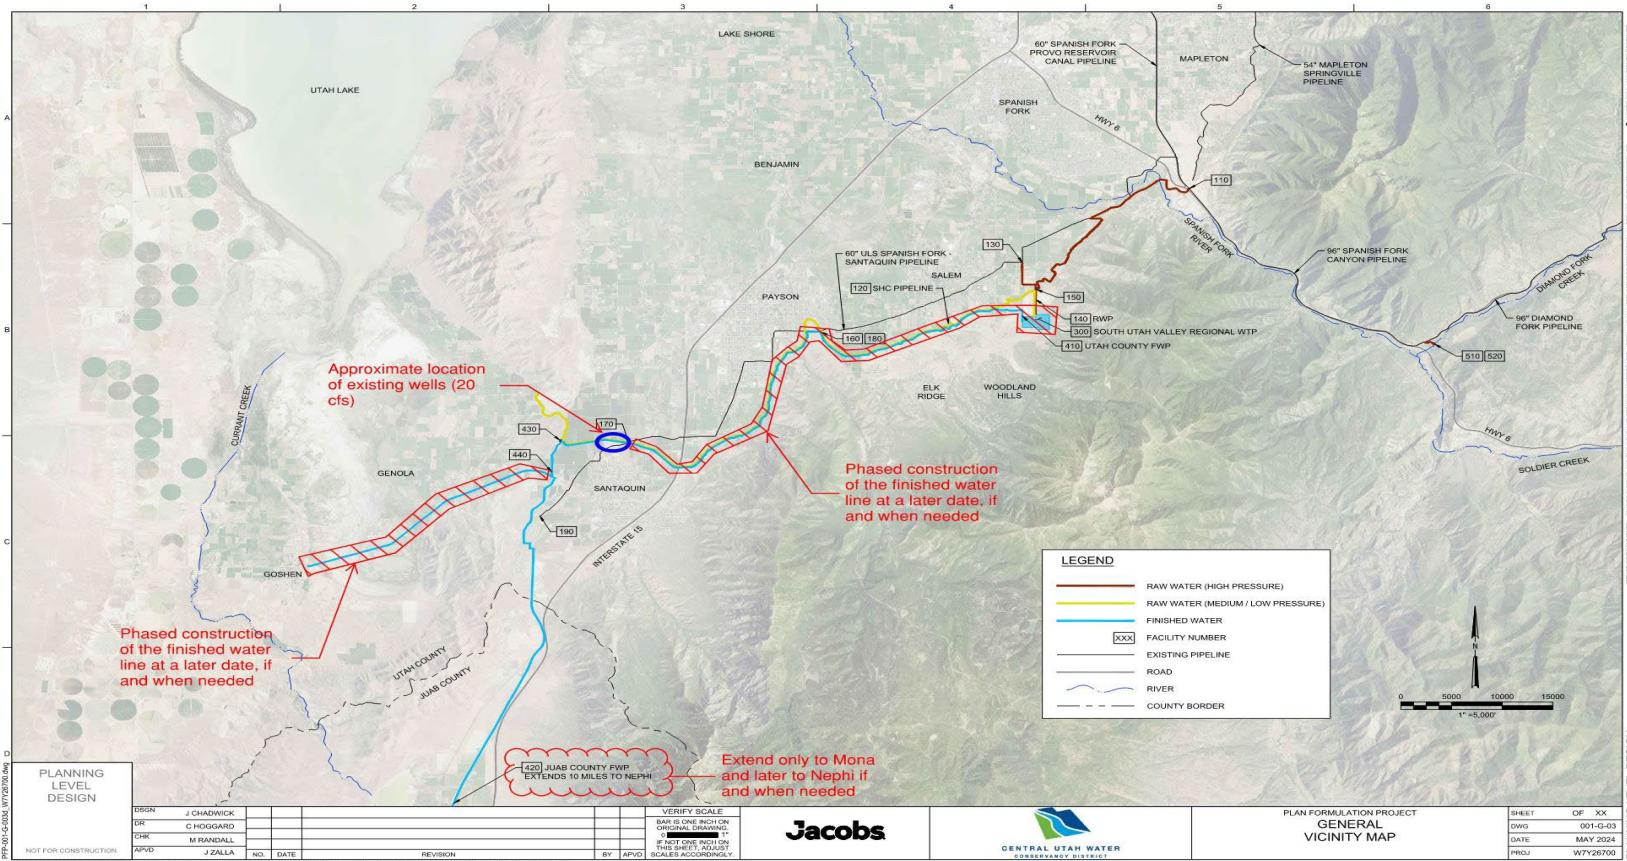 1
2
3
4
5
6
A
B
C
D
LAKE SHORE
UTAH LAKE
60" SPANISH FORK
PROVO RESERVOIR
CANAL PIPELINE
MAPLETON
54" MAPLETON
SPRINGVILLE
PIPELINE
SPANISH
FORK
HWY 6
BENJAMIN
110
SPANISH FORK
RIVER
130
60" ULS SPANISH FORK -
SANTAQUIN PIPELINE
SALEM
120 SHC PIPELINE
96" SPANISH FORK
CANYON PIPELINE
DIAMOND FORK
CREEK
PAYSON
150
140 RWP
300 SOUTH UTAH VALLEY REGIONAL WTP
410 UTAH COUNTY FWP
96" DIAMOND
FORK PIPELINE
160 180
510 520
Approximate location
of existing wells (20
cfs)
ELK
RIDGE
WOODLAND
HILLS
CURRANT CREEK
430
170
HWY 6
440
SOLDIER CREEK
GENOLA
SANTAQUIN
Phased construction
of the finished water
line at a later date, if
and when needed
190
INTERSTATE 15
GOSHEN
Phased construction
of the finished water
line at a later date, if
and when needed
UTAH COUNTY
JUAB COUNTY
LEGEND
RAW WATER (HIGH PRESSURE)
RAW WATER (MEDIUM / LOW PRESSURE)
FINISHED WATER
XXX FACILITY NUMBER
EXISTING PIPELINE
ROAD
RIVER
COUNTY BORDER
N
0 5000 10000 15000
1" =5,000'
420 JUAB COUNTY FWP
EXTENDS 10 MILES TO NEPHI
Extend only to Mona
and later to Nephi if
and when needed
PLANNING
LEVEL
DESIGN
NOT FOR CONSTRUCTION
DSGN J CHADWICK
DR C HOGGARD
CHK M RANDALL
APVD J ZALLA
NO. DATE REVISION BY APVD
VERIFY SCALE
BAR IS ONE INCH ON
ORIGINAL DRAWING.
0 1"
IF NOT ONE INCH ON
THIS SHEET, ADJUST
SCALES ACCORDINGLY.
Jacobs
CENTRAL UTAH WATER
CONSERVANCY DISTRICT
PLAN FORMULATION PROJECT
GENERAL
VICINITY MAP
SHEET OF XX
DWG 001-G-03
DATE MAY 2024
PROJ W7Y26700